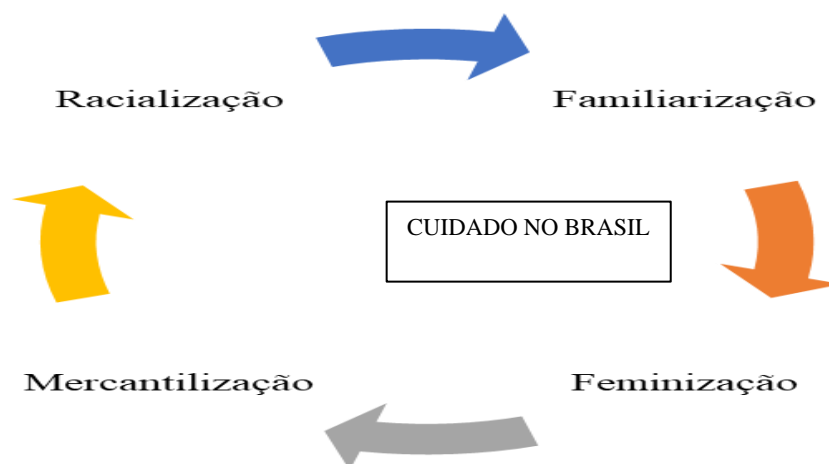 Racialização
Familiarização
CUIDADO NO BRASIL
Mercantilização
Feminização